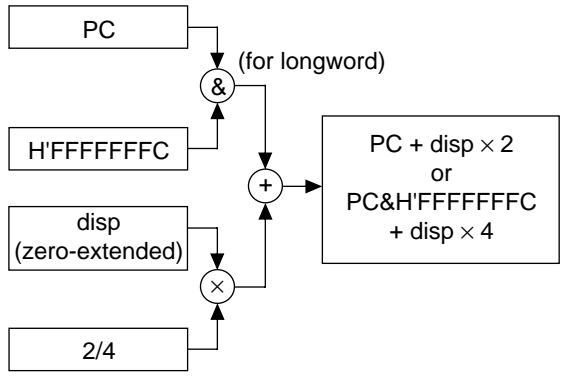 PC
(for longword)
&
H'FFFFFFFC
+
PC + disp × 2
or
PC&H'FFFFFFFC
+ disp × 4
disp
(zero-extended)
×
2/4